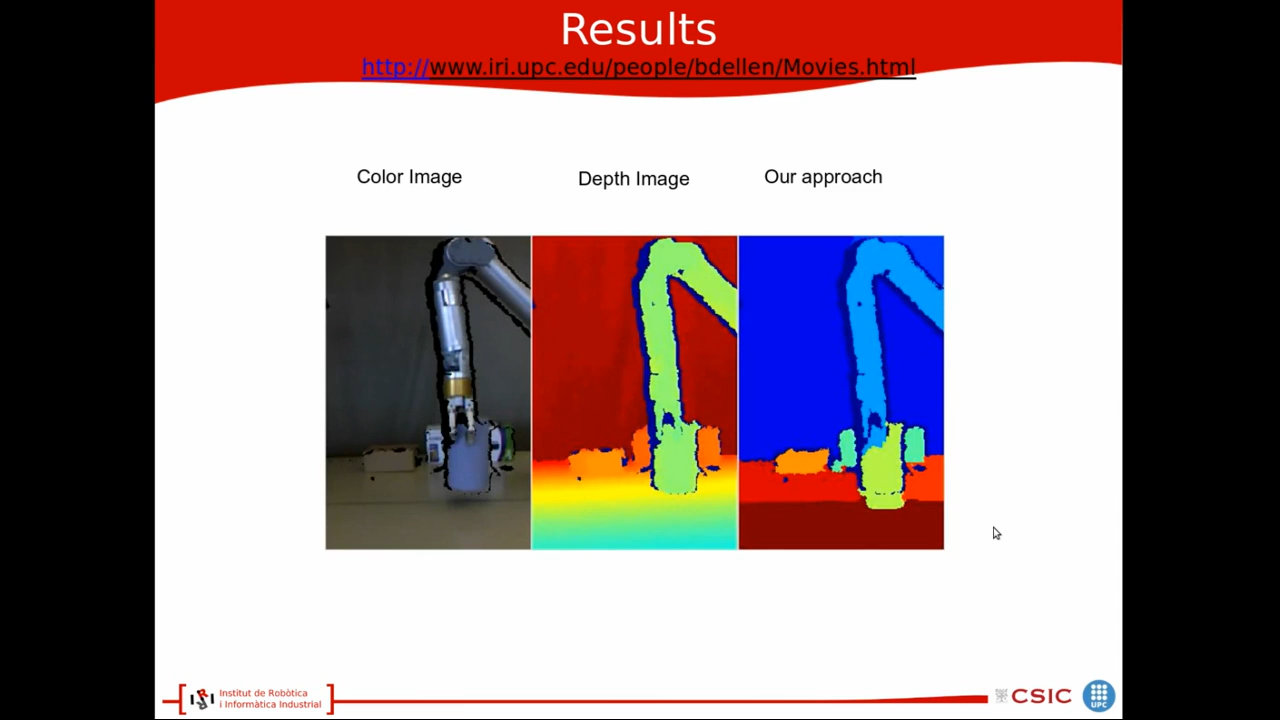 Results
http://www.iri.upc.edu/people/bdellen/Movies.html
Color Image
Depth Image
Our approach
IRI
Institut de Robòtica
i Informàtica Industrial
CSIC
UPC